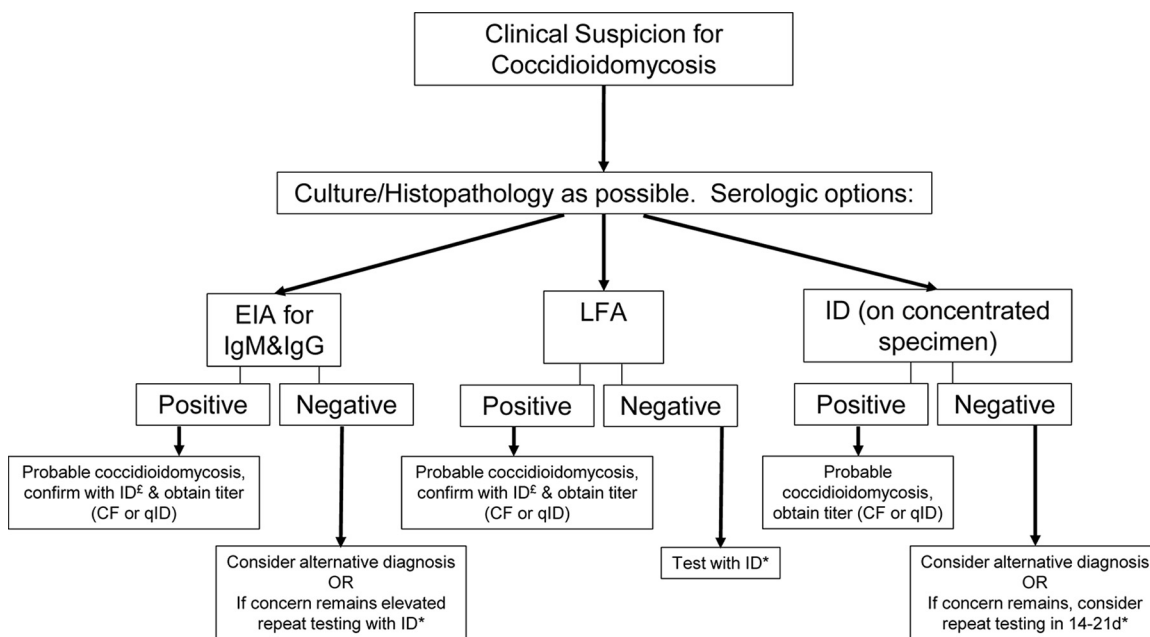 Clinical Suspicion for
Coccidioidomycosis
Culture/Histopathology as possible.  Serologic options:
EIA for
IgM&IgG
LFA
ID (on concentrated
specimen)
Positive
Negative
Positive
Negative
Positive
Negative
Probable coccidioidomycosis,
confirm with ID£ & obtain titer
(CF or qID)
Probable coccidioidomycosis,
confirm with ID£ & obtain titer
(CF or qID)
Probable
coccidioidomycosis,
obtain titer (CF or qID)
Consider alternative diagnosis
OR
If concern remains elevated
repeat testing with ID*
Test with ID*
Consider alternative diagnosis
OR
If concern remains, consider
repeat testing in 14-21d*